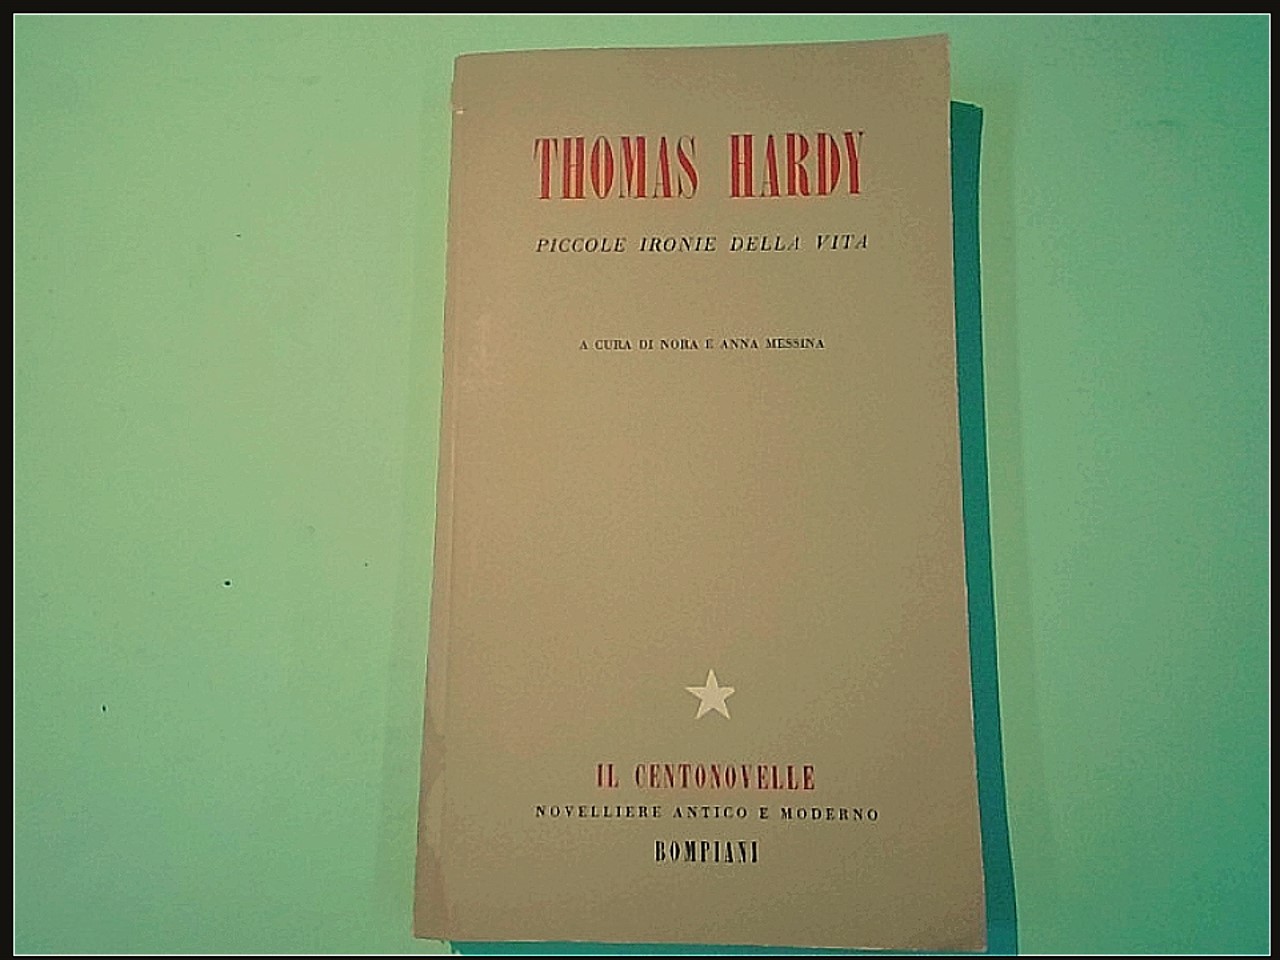 THOMAS HARDY
PICCOLE IRONIE DELLA VITA
A CURA DI NORA E ANNA MESSINA
IL CENTONOVELLE
NOVELLIERE ANTICO E MODERNO
BOMPIANI